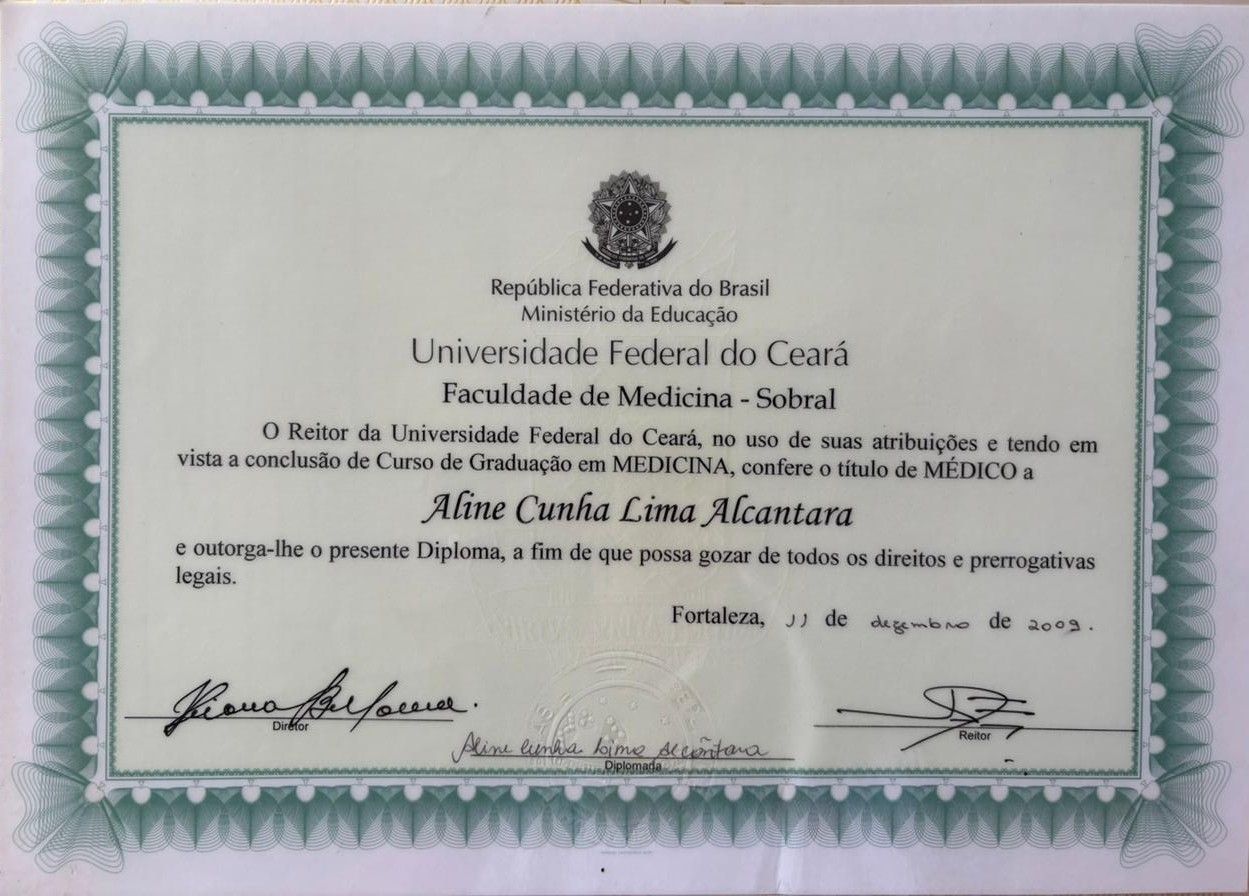 República Federativa do Brasil
Ministério da Educação
Universidade Federal do Ceará
Faculdade de Medicina - Sobral
O Reitor da Universidade Federal do Ceará, no uso de suas atribuições e tendo em
vista a conclusão de Curso de Graduação em MEDICINA, confere o título de MÉDICO a
Aline Cunha Lima Alcantara
e outorga-lhe o presente Diploma, a fim de que possa gozar de todos os direitos e prerrogativas
legais.
Fortaleza, 11 de dezembro de 2009.
Diretor
Reitor
Aline Cunha Lima Alcântara
Diplomada